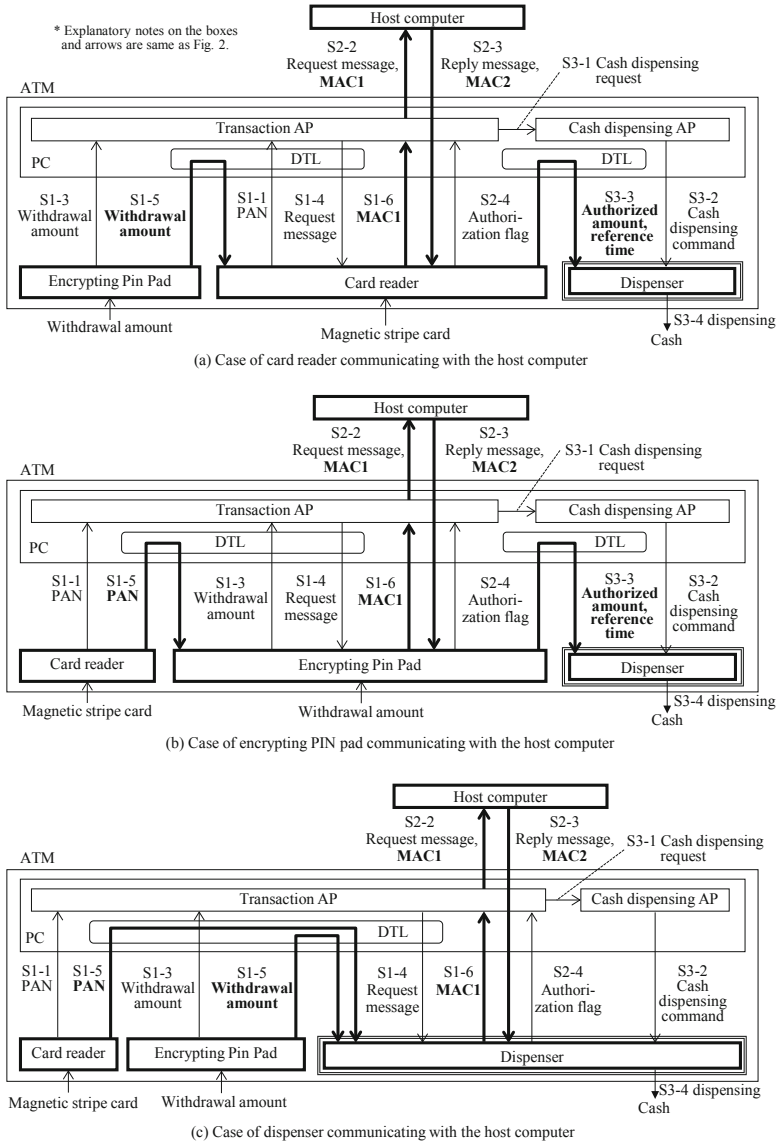 Host computer
* Explanatory notes on the boxes
and arrows are same as Fig. 2.
S2-2
Request message,
MAC1
S2-3
Reply message,
MAC2
S3-1 Cash dispensing
request
ATM
Transaction AP
Cash dispensing AP
PC
DTL
DTL
S1-3
Withdrawal
amount
S1-5
Withdrawal
amount
S1-1
PAN
S1-4
Request
message
S1-6
MAC1
S2-4
Authori-
zation flag
S3-3
Authorized
amount,
reference
time
S3-2
Cash
dispensing
command
Encrypting Pin Pad
Card reader
Dispenser
Withdrawal amount
Magnetic stripe card
S3-4 dispensing
Cash
(a) Case of card reader communicating with the host computer
Host computer
S2-2
Request message,
MAC1
S2-3
Reply message,
MAC2
S3-1 Cash dispensing
request
ATM
Transaction AP
Cash dispensing AP
PC
DTL
DTL
S1-1
PAN
S1-5
PAN
S1-3
Withdrawal
amount
S1-4
Request
message
S1-6
MAC1
S2-4
Authori-
zation flag
S3-3
Authorized
amount,
reference
time
S3-2
Cash
dispensing
command
Card reader
Encrypting Pin Pad
Dispenser
Magnetic stripe card
Withdrawal amount
S3-4 dispensing
Cash
(b) Case of encrypting PIN pad communicating with the host computer
Host computer
S2-2
Request message,
MAC1
S2-3
Reply message,
MAC2
S3-1 Cash dispensing
request
ATM
Transaction AP
Cash dispensing AP
PC
DTL
S1-1
PAN
S1-5
PAN
S1-3
Withdrawal
amount
S1-5
Withdrawal
amount
S1-4
Request
message
S1-6
MAC1
S2-4
Authori-
zation flag
S3-2
Cash
dispensing
command
Card reader
Encrypting Pin Pad
Dispenser
Magnetic stripe card
Withdrawal amount
S3-4 dispensing
Cash
(c) Case of dispenser communicating with the host computer